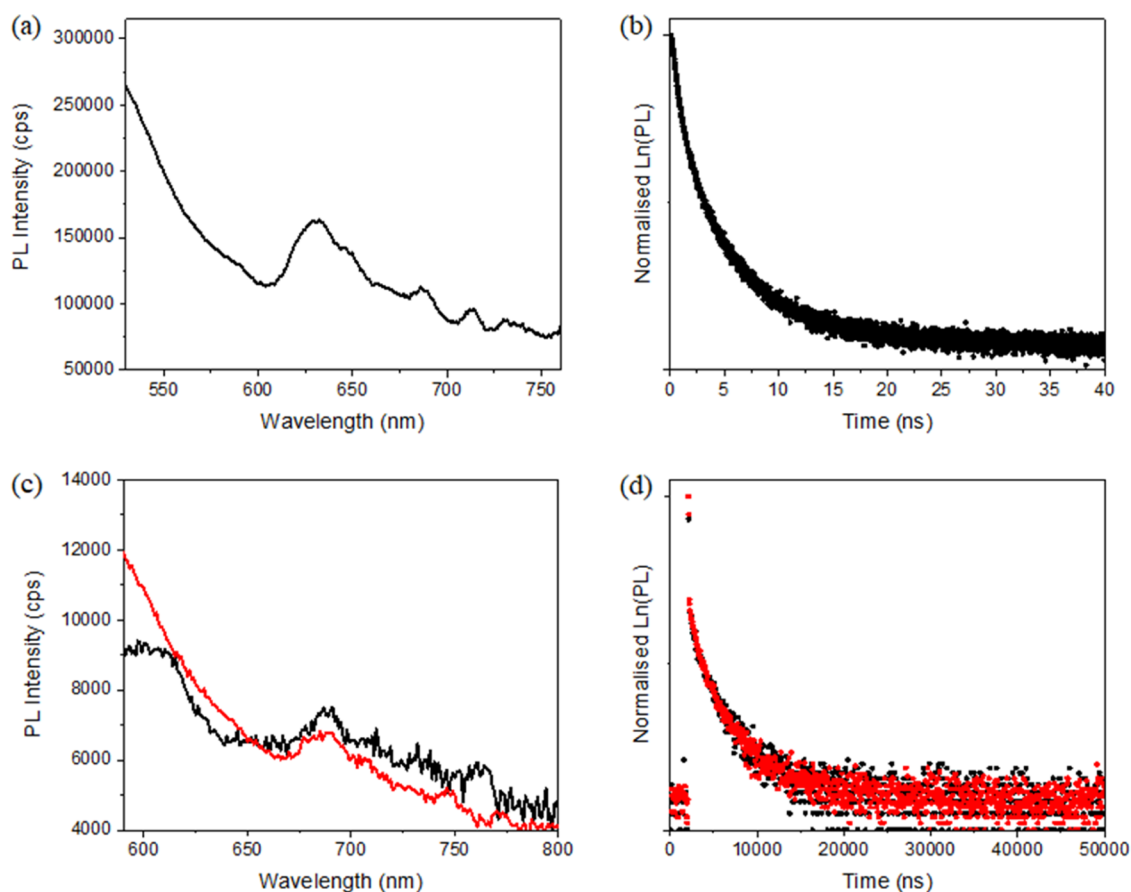 (a)
300000
250000
200000
150000
100000
50000
PL Intensity (cps)
550 600 650 700 750
Wavelength (nm)
(b)
Normalised Ln(PL)
0 5 10 15 20 25 30 35 40
Time (ns)
(c)
14000
12000
10000
8000
6000
4000
PL Intensity (cps)
600 650 700 750 800
Wavelength (nm)
(d)
Normalised Ln(PL)
0 10000 20000 30000 40000 50000
Time (ns)